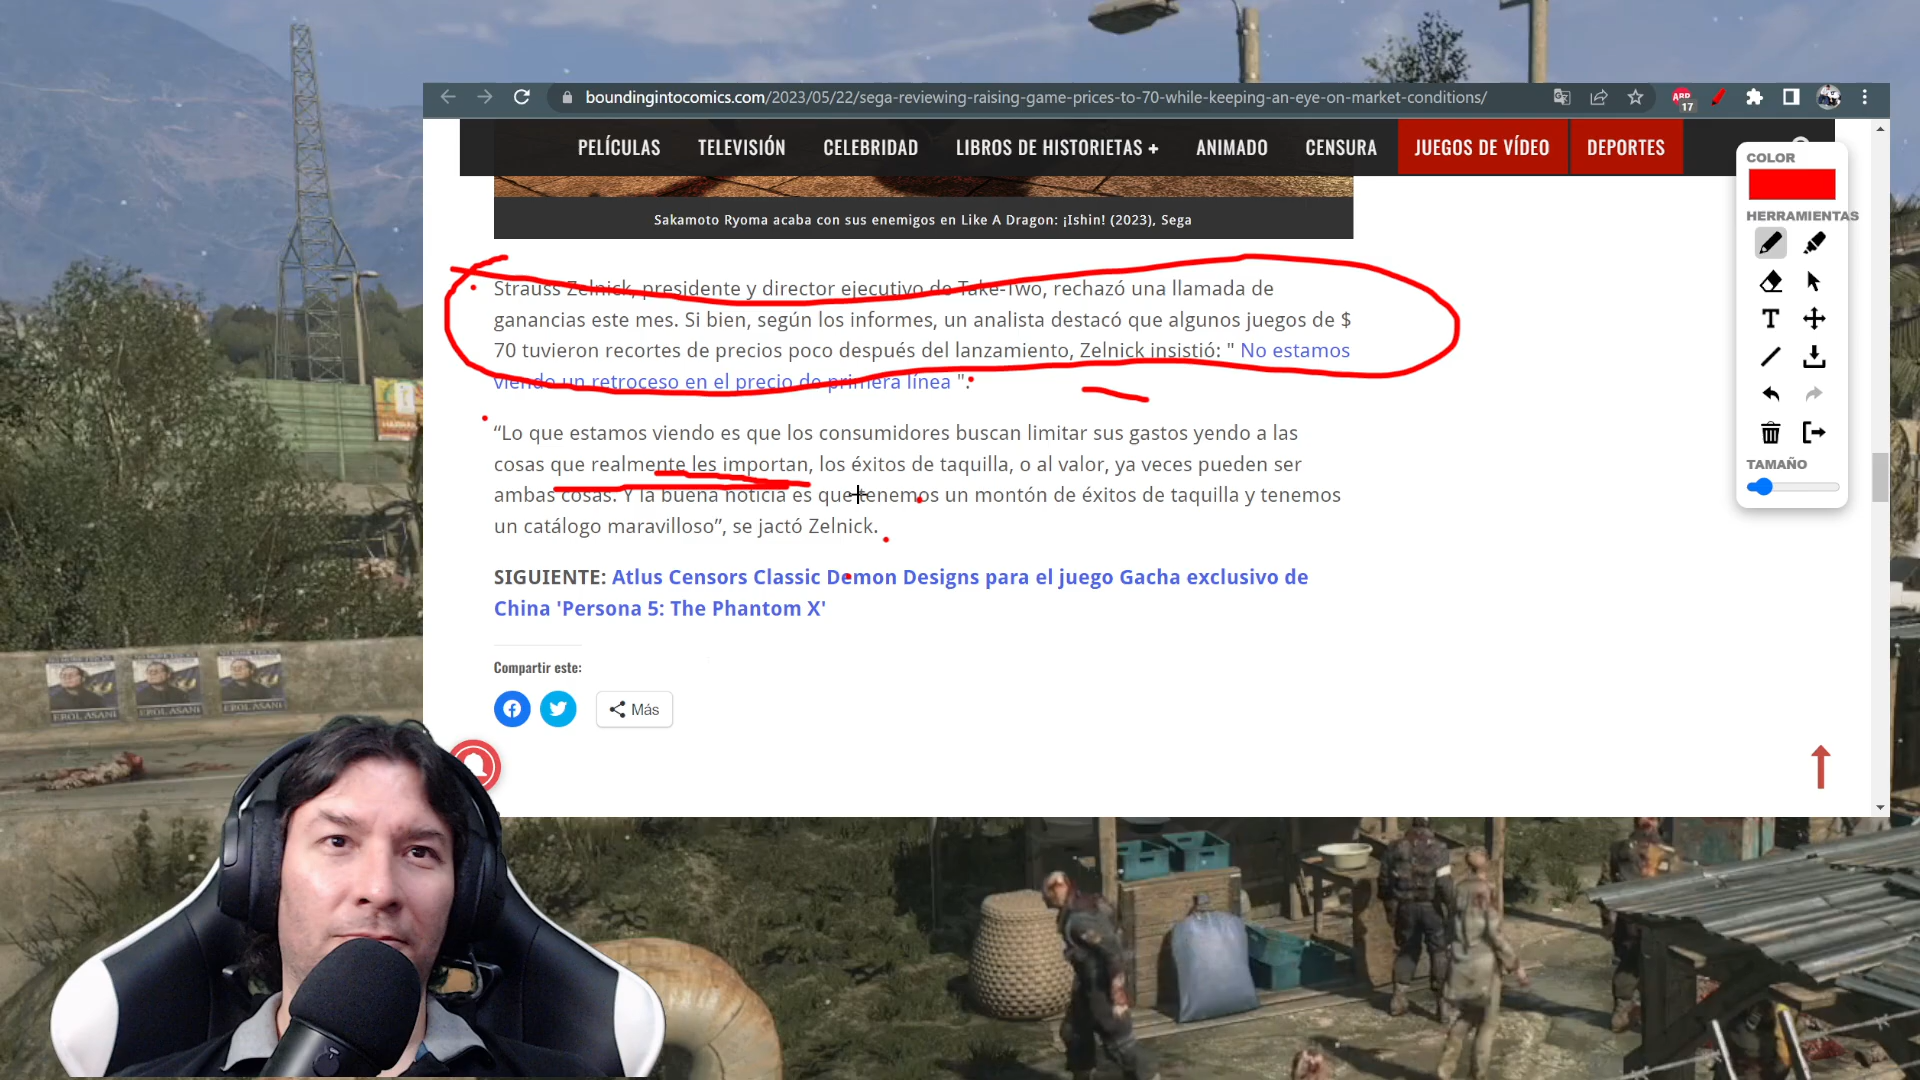 boundingintocomics.com/2023/05/22/sega-reviewing-raising-game-prices-to-70-while-keeping-an-eye-on-market-conditions/
ABP
17
PELÍCULAS TELEVISIÓN CELEBRIDAD LIBROS DE HISTORIETAS + ANIMADO CENSURA JUEGOS DE VÍDEO DEPORTES
Sakamoto Ryoma acaba con sus enemigos en Like A Dragon: ¡Ishin! (2023), Sega
Strauss Zelnick, presidente y director ejecutivo de Take-Two, rechazó una llamada de
ganancias este mes. Si bien, según los informes, un analista destacó que algunos juegos de $
70 tuvieron recortes de precios poco después del lanzamiento, Zelnick insistió: " No estamos
viendo un retroceso en el precio de primera línea ".
“Lo que estamos viendo es que los consumidores buscan limitar sus gastos yendo a las
cosas que realmente les importan, los éxitos de taquilla, o al valor, ya veces pueden ser
ambas cosas. Y la buena noticia es que tenemos un montón de éxitos de taquilla y tenemos
un catálogo maravilloso”, se jactó Zelnick.
SIGUIENTE: Atlus Censors Classic Demon Designs para el juego Gacha exclusivo de
China 'Persona 5: The Phantom X'
Compartir este:
Más
COLOR
HERRAMIENTAS
T
TAMAÑO
EROL ASANI
EROL ASANI
EROL ASANI